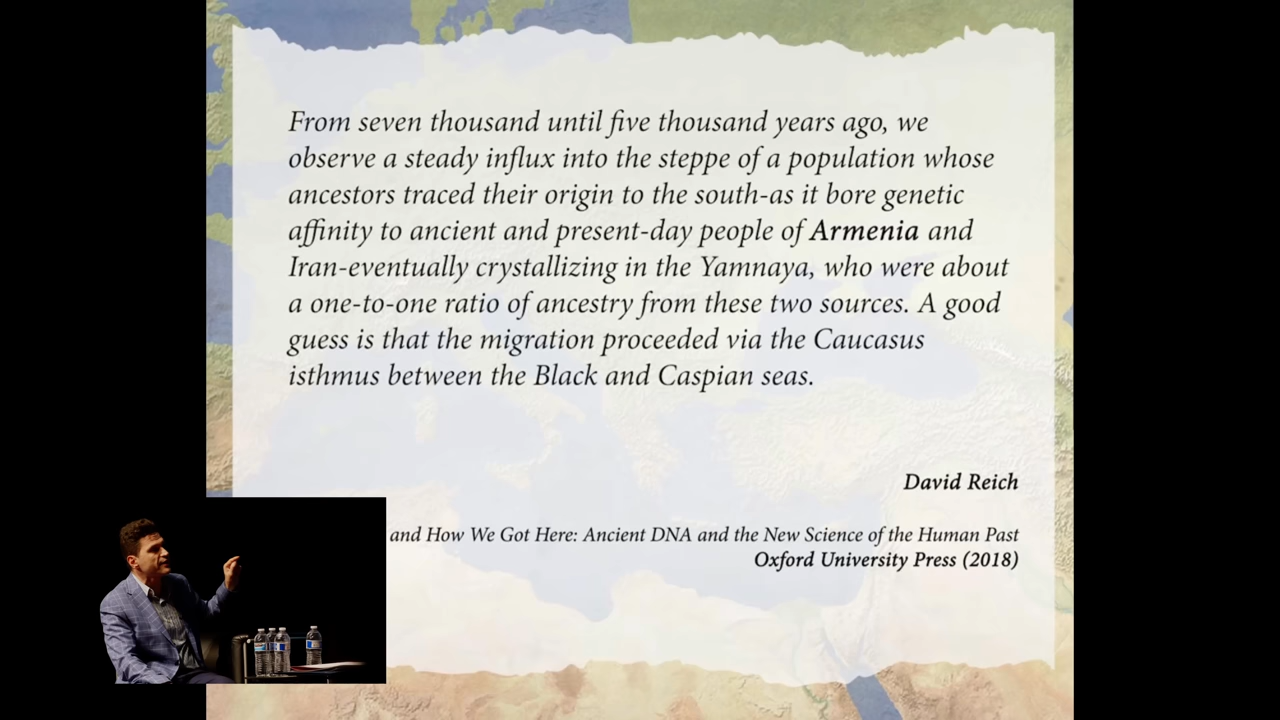 From seven thousand until five thousand years ago, we
observe a steady influx into the steppe of a population whose
ancestors traced their origin to the south-as it bore genetic
affinity to ancient and present-day people of Armenia and
Iran-eventually crystallizing in the Yamnaya, who were about
a one-to-one ratio of ancestry from these two sources. A good
guess is that the migration proceeded via the Caucasus
isthmus between the Black and Caspian seas.
David Reich
and How We Got Here: Ancient DNA and the New Science of the Human Past
Oxford University Press (2018)